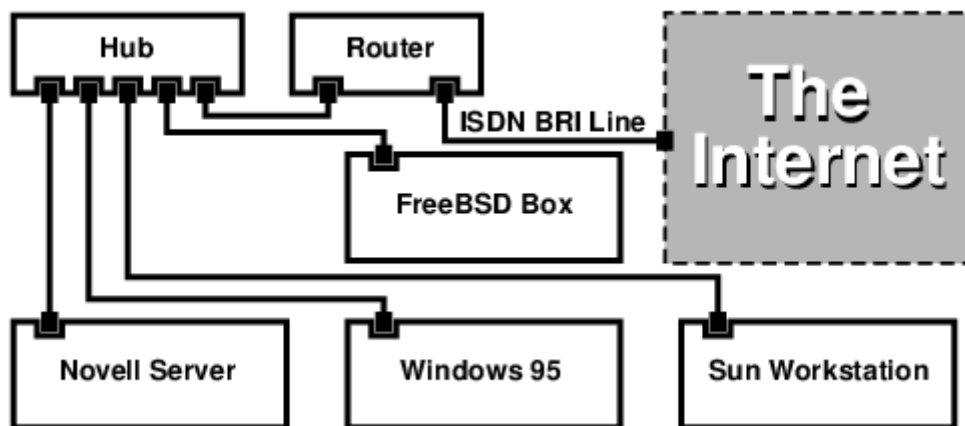 Hub
Router
ISDN BRI Line
The
Internet
FreeBSD Box
Novell Server
Windows 95
Sun Workstation